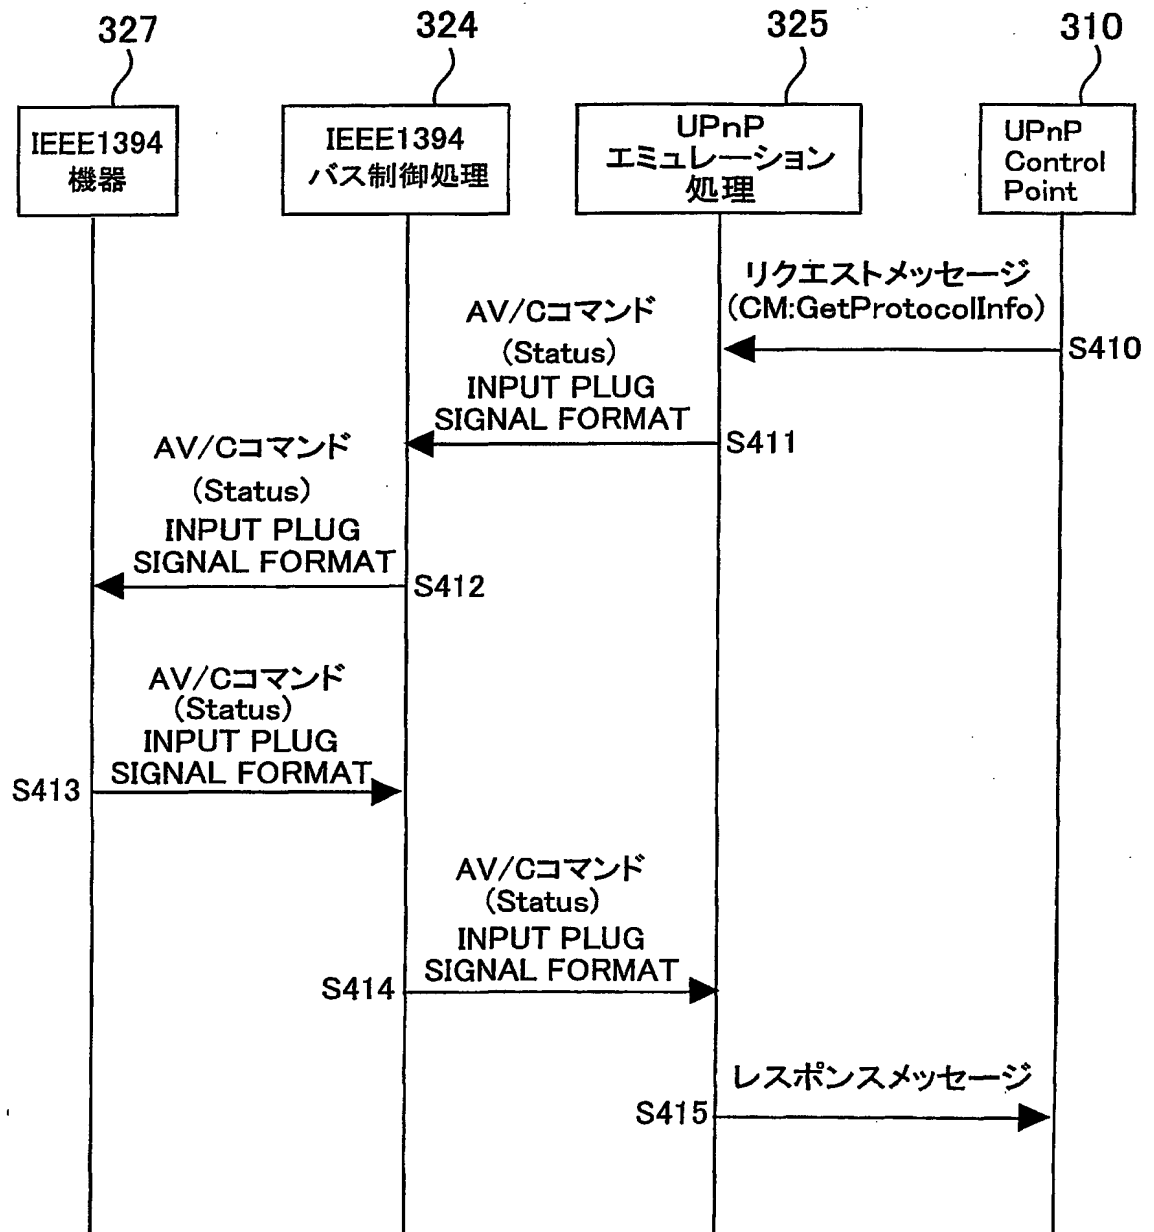 327
324
325
310
IEEE1394
機器
IEEE1394
バス制御処理
UPnP
エミュレーション
処理
UPnP
Control
Point
リクエストメッセージ
(CM:GetProtocolInfo)
S410
AV/Cコマンド
(Status)
INPUT PLUG
SIGNAL FORMAT
S411
AV/Cコマンド
(Status)
INPUT PLUG
SIGNAL FORMAT
S412
AV/Cコマンド
(Status)
INPUT PLUG
SIGNAL FORMAT
S413
AV/Cコマンド
(Status)
INPUT PLUG
SIGNAL FORMAT
S414
レスポンスメッセージ
S415